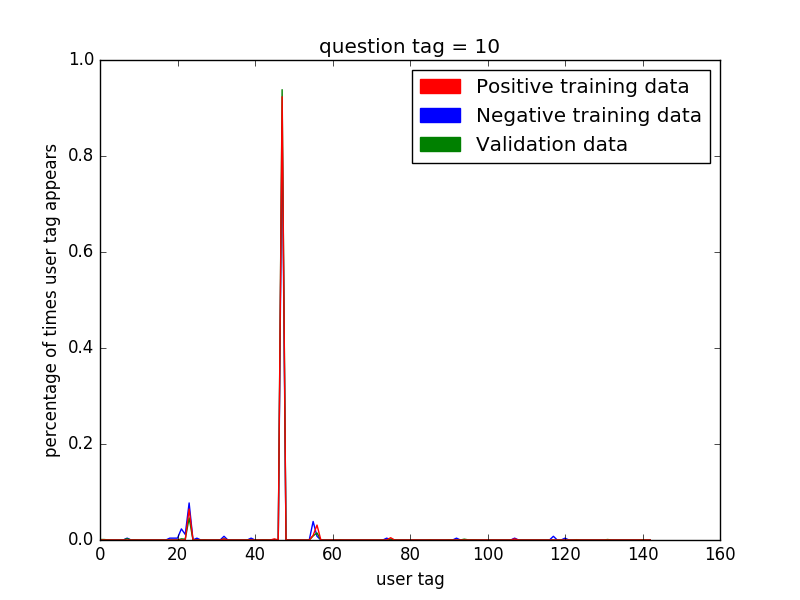 question tag = 10
Positive training data
Negative training data
Validation data
percentage of times user tag appears
1.0
0.8
0.6
0.4
0.2
0.0
0 20 40 60 80 100 120 140 160
user tag